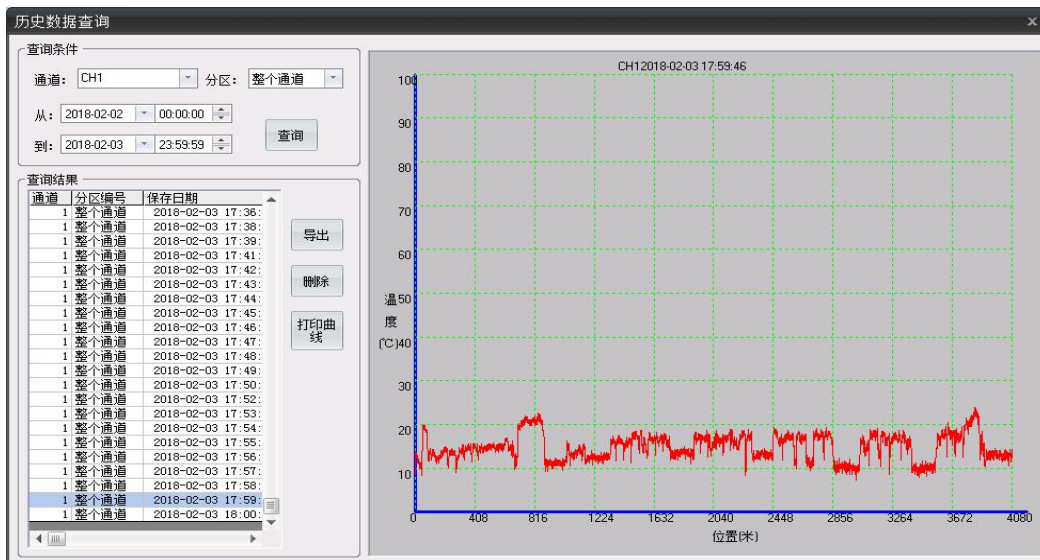 历史数据查询
x
查询条件
通道： CH1 分区： 整个通道
从： 2018-02-02 00:00:00
到： 2018-02-03 23:59:59
查询
查询结果
通道 分区编号 保存日期
1 整个通道 2018-02-03 17:36:
1 整个通道 2018-02-03 17:38:
1 整个通道 2018-02-03 17:39:
1 整个通道 2018-02-03 17:41:
1 整个通道 2018-02-03 17:42:
1 整个通道 2018-02-03 17:43:
1 整个通道 2018-02-03 17:44:
1 整个通道 2018-02-03 17:45:
1 整个通道 2018-02-03 17:46:
1 整个通道 2018-02-03 17:47:
1 整个通道 2018-02-03 17:48:
1 整个通道 2018-02-03 17:49:
1 整个通道 2018-02-03 17:50:
1 整个通道 2018-02-03 17:52:
1 整个通道 2018-02-03 17:53:
1 整个通道 2018-02-03 17:54:
1 整个通道 2018-02-03 17:55:
1 整个通道 2018-02-03 17:56:
1 整个通道 2018-02-03 17:57:
1 整个通道 2018-02-03 17:58:
1 整个通道 2018-02-03 17:59:
1 整个通道 2018-02-03 18:00:
导出
删除
打印曲
线
CH12018-02-03 17:59:46
100
90
80
70
60
温50
度
(℃)40
30
20
10
0 408 816 1224 1632 2040 2448 2856 3264 3672 4080
位置(米)